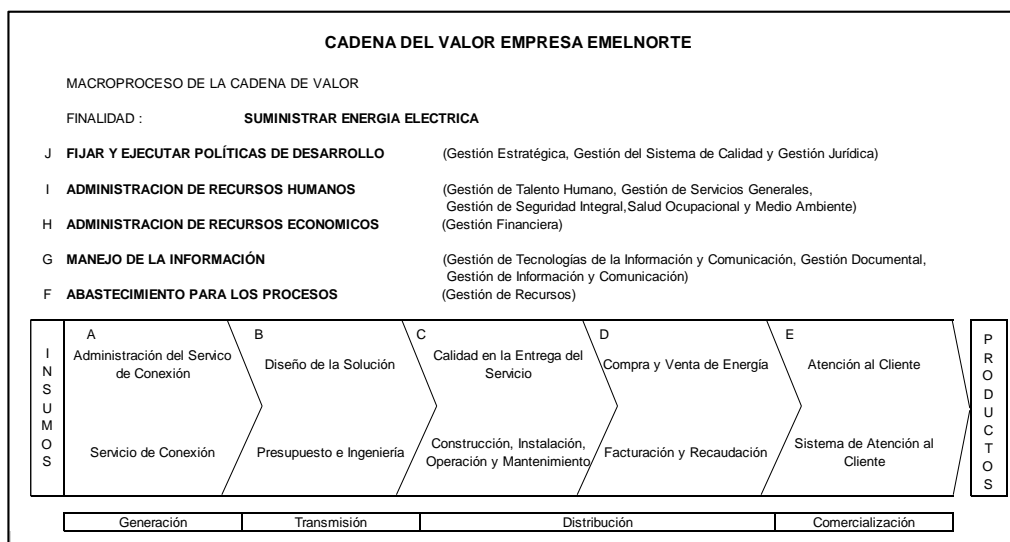 CADENA DEL VALOR EMPRESA EMELNORTE
MACROPROCESO DE LA CADENA DE VALOR
FINALIDAD : SUMINISTRAR ENERGIA ELECTRICA
J FIJAR Y EJECUTAR POLÍTICAS DE DESARROLLO (Gestión Estratégica, Gestión del Sistema de Calidad y Gestión Jurídica)
I ADMINISTRACION DE RECURSOS HUMANOS (Gestión de Talento Humano, Gestión de Servicios Generales,
Gestión de Seguridad Integral,Salud Ocupacional y Medio Ambiente)
H ADMINISTRACION DE RECURSOS ECONOMICOS (Gestión Financiera)
G MANEJO DE LA INFORMACIÓN (Gestión de Tecnologías de la Información y Comunicación, Gestión Documental,
Gestión de Información y Comunicación)
F ABASTECIMIENTO PARA LOS PROCESOS (Gestión de Recursos)
INSUMOS
A
Administración del Servico
de Conexión
Servicio de Conexión
B
Diseño de la Solución
Presupuesto e Ingeniería
C
Calidad en la Entrega del
Servicio
Construcción, Instalación,
Operación y Mantenimiento
D
Compra y Venta de Energía
Facturación y Recaudación
E
Atención al Cliente
Sistema de Atención al
Cliente
PRODUCTOS
Generación Transmisión Distribución Comercialización